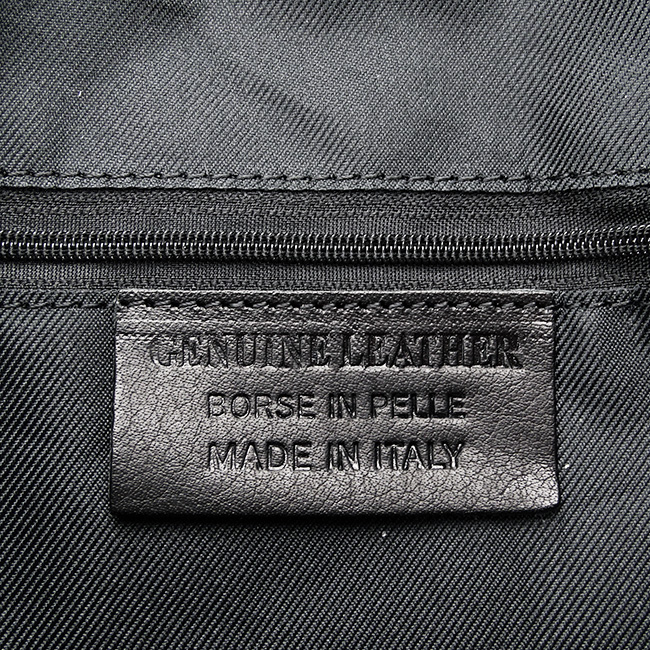 GENUINE LEATHER
BORSE IN PELLE
MADE IN ITALY